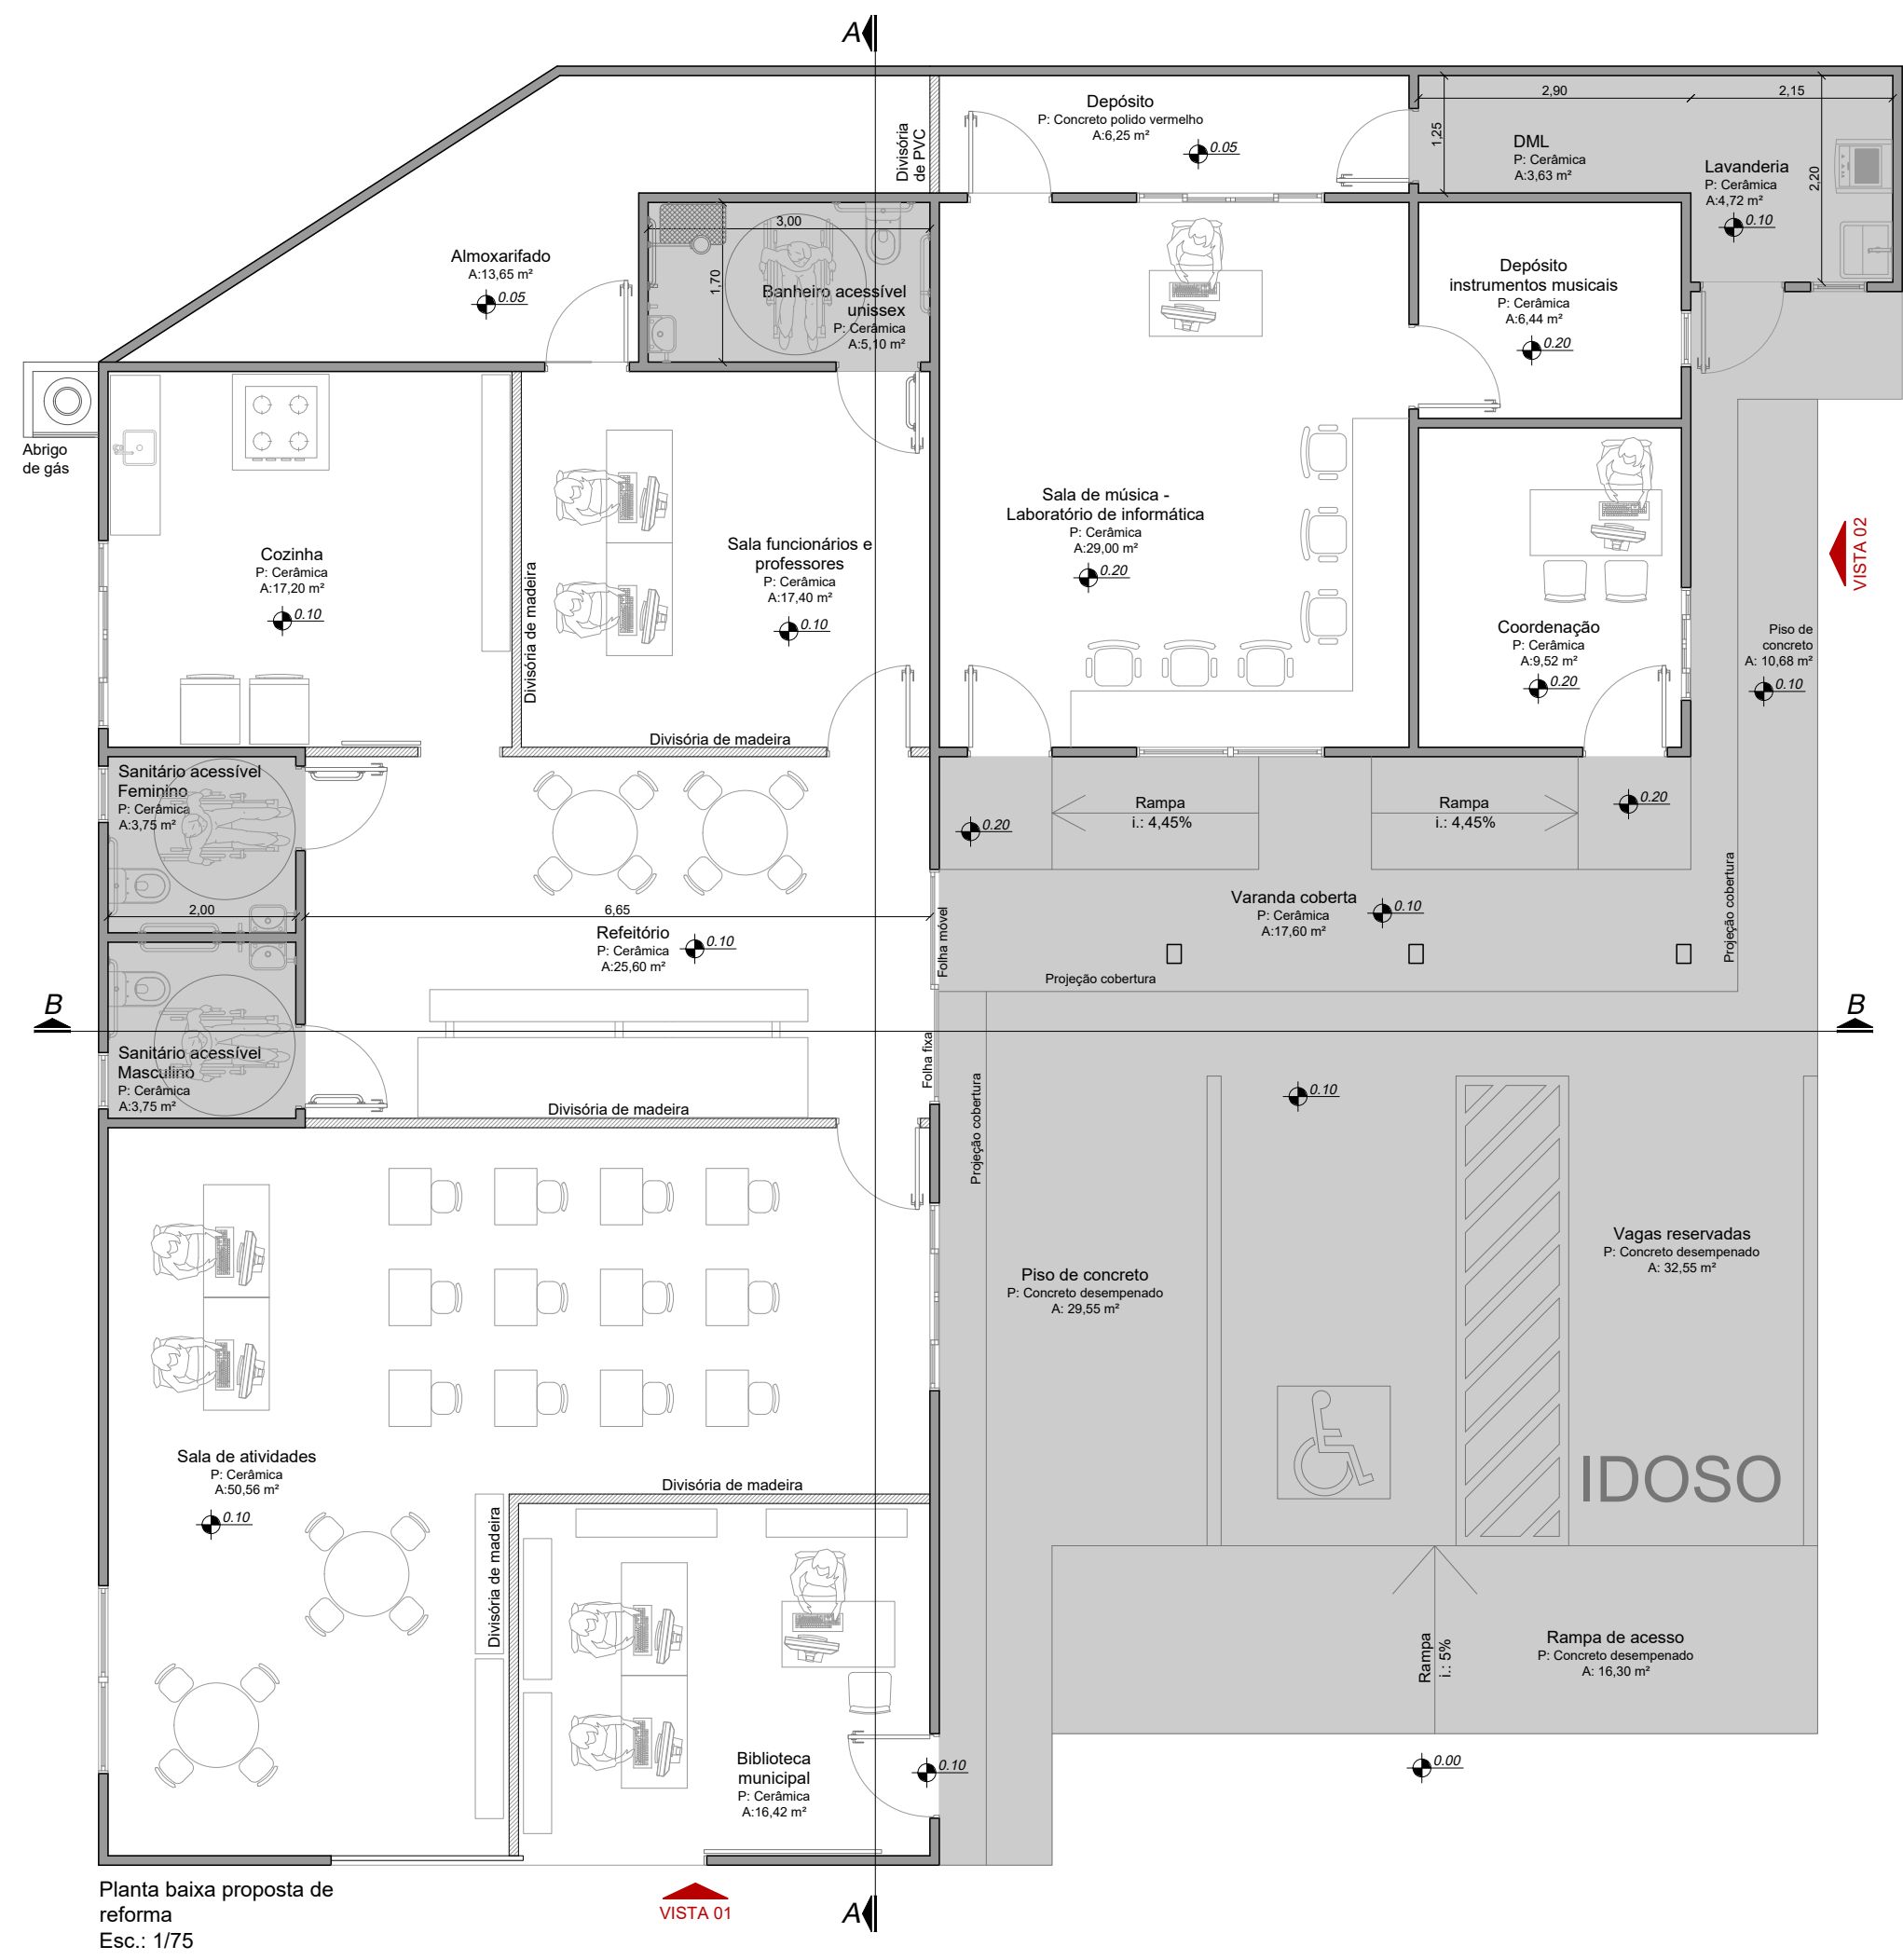 A
Depósito
P: Concreto polido vermelho
A:6,25 m²
0.05
Divisória
de PVC
2,90
2,15
1,25
DML
P: Cerâmica
A:3,63 m²
Lavanderia
P: Cerâmica
A:4,72 m²
0.10
2,20
3,00
1,70
Almoxarifado
A:13,65 m²
0.05
Banheiro acessível
unissex
P: Cerâmica
A:5,10 m²
Depósito
instrumentos musicais
P: Cerâmica
A:6,44 m²
0.20
Abrigo
de gás
Cozinha
P: Cerâmica
A:17,20 m²
0.10
Divisória de madeira
Sala funcionários e
professores
P: Cerâmica
A:17,40 m²
0.10
Sala de música -
Laboratório de informática
P: Cerâmica
A:29,00 m²
0.20
Coordenação
P: Cerâmica
A:9,52 m²
0.20
VISTA 02
Piso de
concreto
A: 10,68 m²
0.10
Divisória de madeira
Sanitário acessível
Feminino
P: Cerâmica
A:3,75 m²
Rampa
i.: 4,45%
Rampa
i.: 4,45%
0.20
0.20
2,00
6,65
Refeitório
P: Cerâmica
A:25,60 m²
0.10
Folha móvel
Varanda coberta
P: Cerâmica
A:17,60 m²
0.10
Projeção cobertura
Projeção cobertura
B
B
Sanitário acessível
Masculino
P: Cerâmica
A:3,75 m²
Folha fixa
Divisória de madeira
Projeção cobertura
0.10
Vagas reservadas
P: Concreto desempenado
A: 32,55 m²
Piso de concreto
P: Concreto desempenado
A: 29,55 m²
Sala de atividades
P: Cerâmica
A:50,56 m²
0.10
Divisória de madeira
IDOSO
Divisória de madeira
Rampa
i.: 5%
Rampa de acesso
P: Concreto desempenado
A: 16,30 m²
Biblioteca
municipal
P: Cerâmica
A:16,42 m²
0.10
0.00
Planta baixa proposta de
reforma
Esc.: 1/75
VISTA 01
A